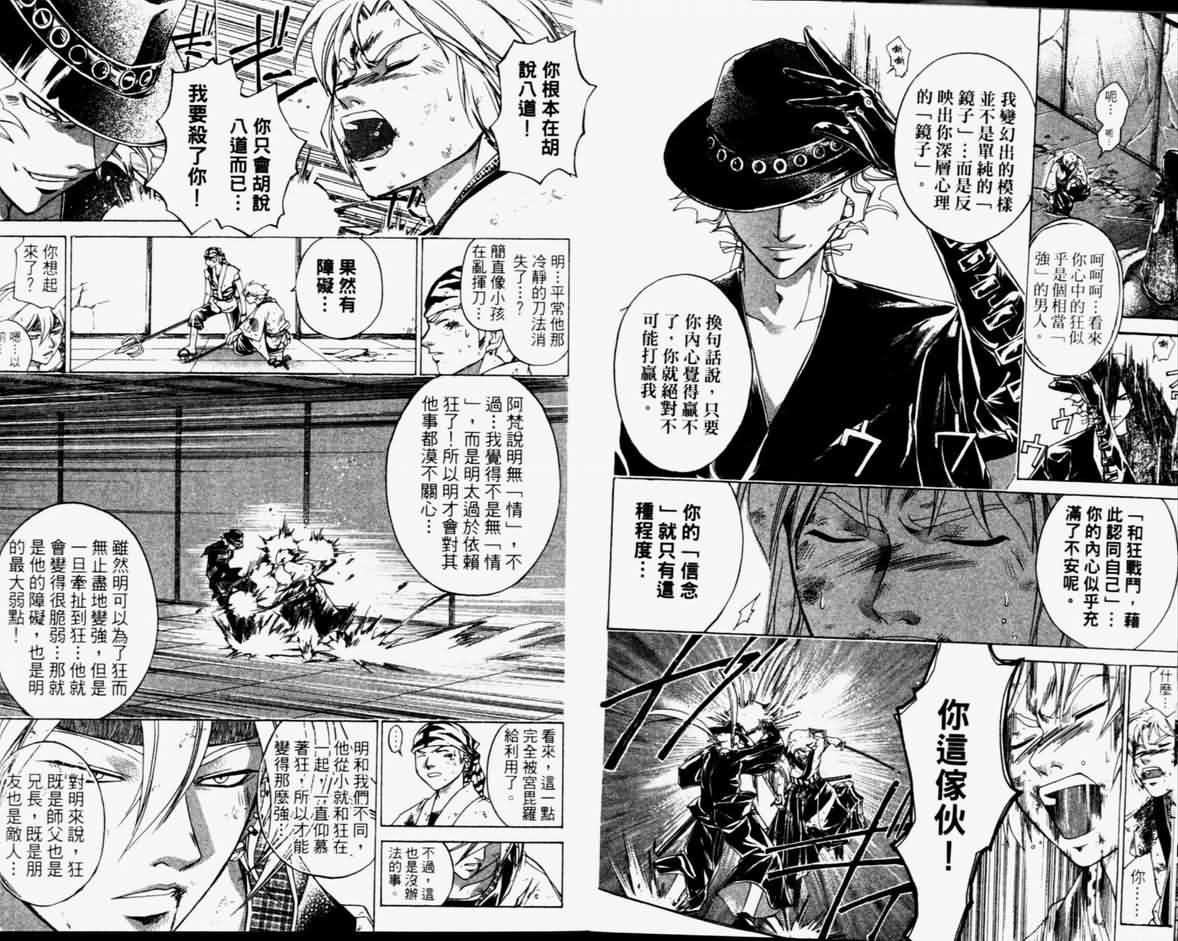 呃…
呃…
嘶
我變幻出的模樣
並不是單純的「
鏡子」…而是反
映出你深層心理
的「鏡子」。
呵呵呵…看來
你心中的狂似
乎是個相當「
強」的男人。
換句話說，只要
你內心覺得贏不
了，你就絕對不
可能打贏我。
ウ
ウ
ウ
ウ
「和狂戰鬥，藉
此認同自己」…
你的內心似乎充
滿了不安呢。
你的「信念
」就只有這
種程度…
什麼…
你……
你這傢伙！
你根本在胡
說八道！
你只會胡說
八道而已…
我要殺了你！
明…平常他那
冷靜的刀法消
失了…？
簡直像小孩
在亂揮刀…
果然有
障礙…
你想起
來了？
嗯…以
前…
阿梵說明無「情」，不
過…我覺得不是無「情
」，而是明太過於依賴
狂了！所以明才會對其
他事都漠不關心…
雖然明可以為了狂而
無止盡地變強，但是
一旦牽扯到狂…他就
會變得很脆弱…那就
是他的障礙，也是明
的最大弱點！
看來，這一點
完全被宮毘羅
給利用了。
…
不過，這
也是沒辦
法的事。
明和我們不同，
他從小就和狂在
一起，一直仰慕
著狂，所以才能
變得那麼強…
對明來說，狂
既是師父也是
兄長，既是朋
友也是敵人…